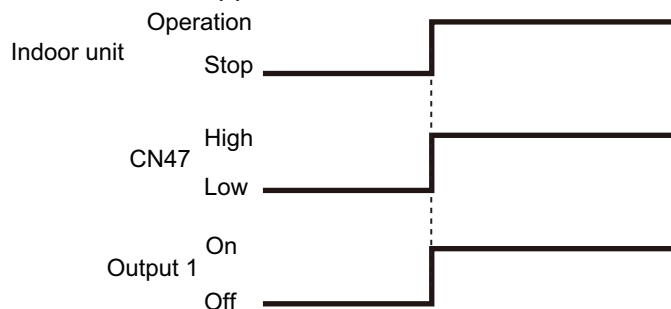 Operation
Indoor unit
Stop
High
CN47
Low
On
Output 1
Off